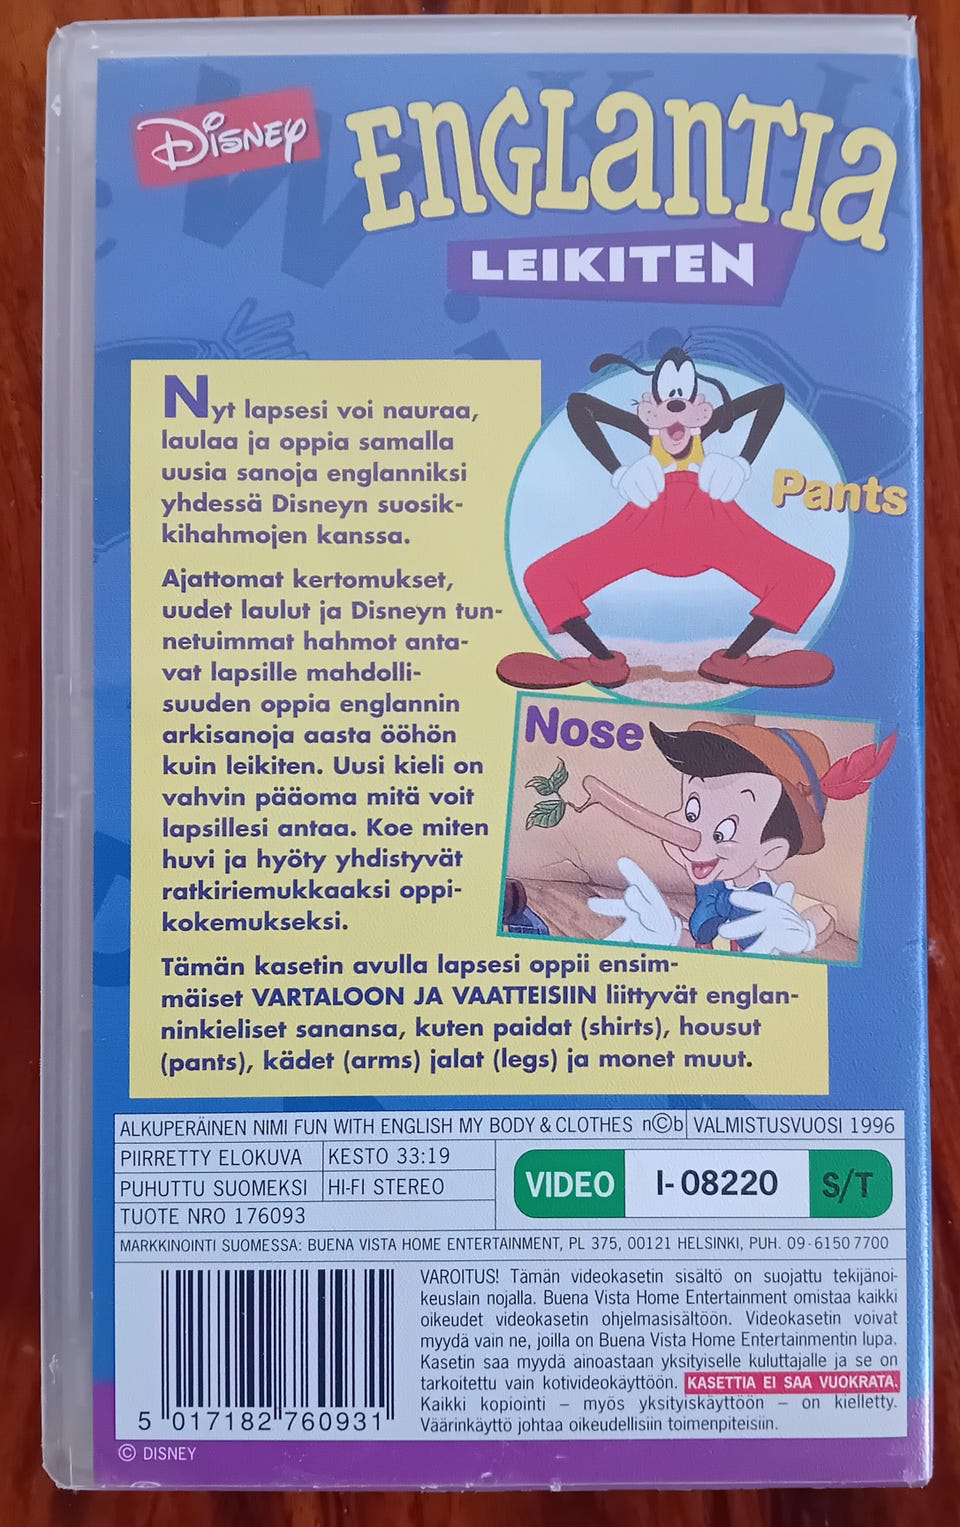 DISNEY
ENGLANTIA
LEIKITEN
Nyt lapsesi voi nauraa,
laulaa ja oppia samalla
uusia sanoja englanniksi
yhdessä Disneyn suosik-
kihahmojen kanssa.
Ajattomat kertomukset,
uudet laulut ja Disneyn tun-
netuimmat hahmot anta-
vat lapsille mahdolli-
suuden oppia englannin
arkisanoja aasta ööhön
kuin leikiten. Uusi kieli on
vahvin pääoma mitä voit
lapsillesi antaa. Koe miten
huvi ja hyöty yhdistyvät
ratkiriemukkaaksi oppi-
kokemukseksi.
Tämän kasetin avulla lapsesi oppii ensim-
mäiset VARTALOON JA VAATTEISIIN liittyvät englan-
ninkieliset sanansa, kuten paidat (shirts), housut
(pants), kädet (arms) jalat (legs) ja monet muut.
Pants
Nose
ALKUPERÄINEN NIMI FUN WITH ENGLISH MY BODY & CLOTHES n©b VALMISTUSVUOSI 1996
PIIRRETTY ELOKUVA KESTO 33:19
PUHUTTU SUOMEKSI HI-FI STEREO
TUOTE NRO 176093
VIDEO I-08220 S/T
MARKKINOINTI SUOMESSA: BUENA VISTA HOME ENTERTAINMENT, PL 375, 00121 HELSINKI, PUH. 09-6150 7700
5 017182 760931
VAROITUS! Tämän videokasetin sisältö on suojattu tekijänoi-
keuslain nojalla. Buena Vista Home Entertainment omistaa kaikki
oikeudet videokasetin ohjelmasisältöön. Videokasetin voivat
myydä vain ne, joilla on Buena Vista Home Entertainmentin lupa.
Kasetin saa myydä ainoastaan yksityiselle kuluttajalle ja se on
tarkoitettu vain kotivideokäyttöön. KASETTIA EI SAA VUOKRATA.
Kaikki kopiointi – myös yksityiskäyttöön – on kielletty.
Väärinkäyttö johtaa oikeudellisiin toimenpiteisiin.
© DISNEY